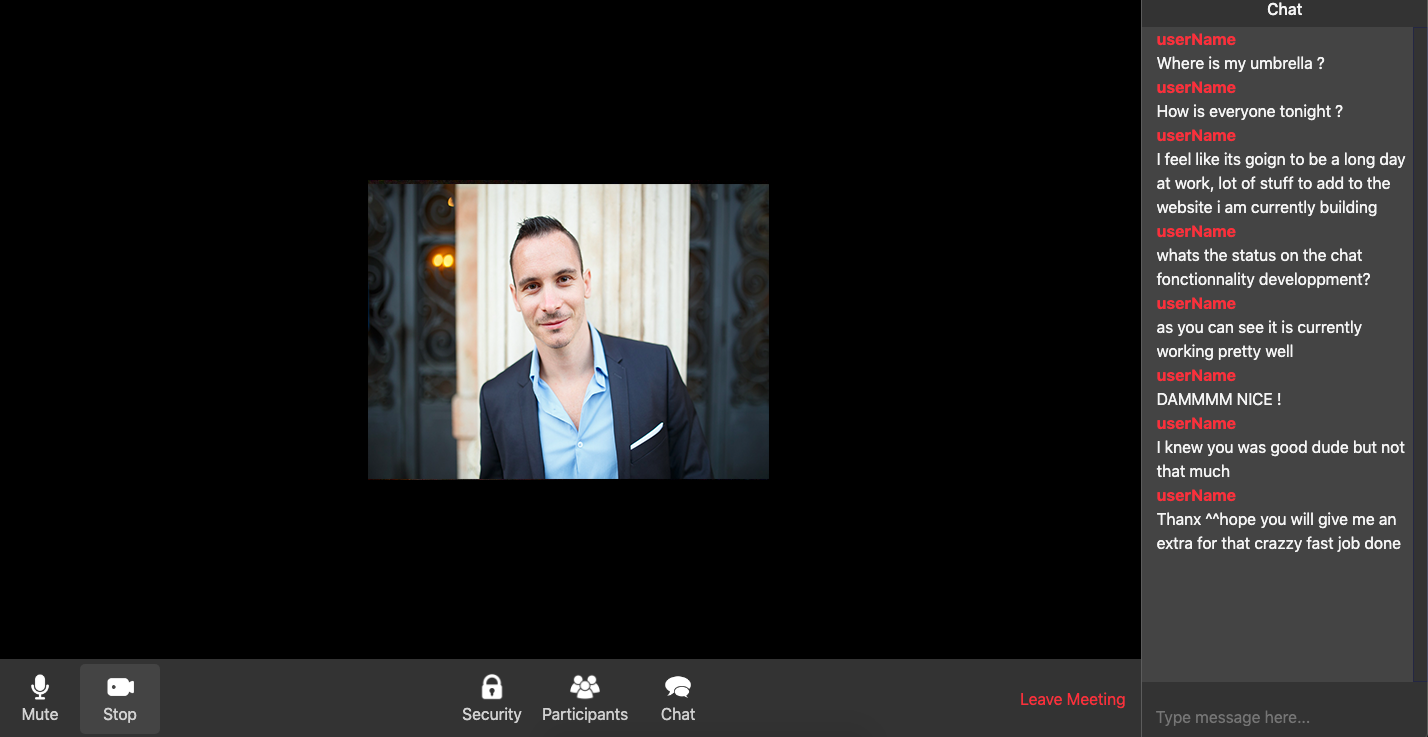 Chat
userName
Where is my umbrella ?
userName
How is everyone tonight ?
userName
I feel like its goign to be a long day
at work, lot of stuff to add to the
website i am currently building
userName
whats the status on the chat
fonctionnality developpment?
userName
as you can see it is currently
working pretty well
userName
DAMMMM NICE !
userName
I knew you was good dude but not
that much
userName
Thanx ^^hope you will give me an
extra for that crazzy fast job done
Mute
Stop
Security
Participants
Chat
Leave Meeting
Type message here...